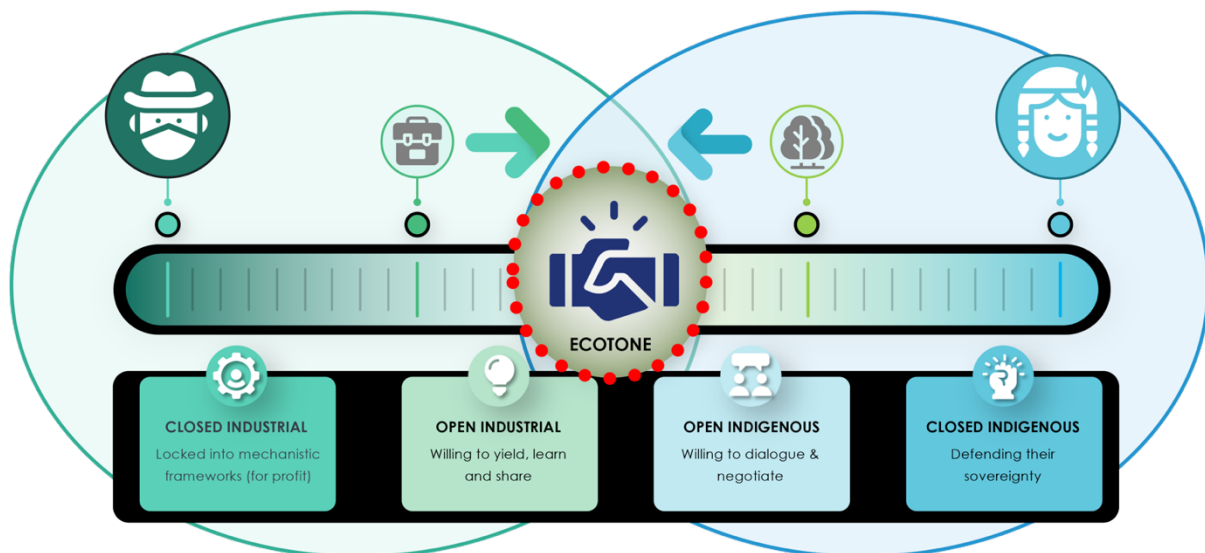 ECOTONE
CLOSED INDUSTRIAL
Locked into mechanistic
frameworks (for profit)
OPEN INDUSTRIAL
Willing to yield, learn
and share
OPEN INDIGENOUS
Willing to dialogue &
negotiate
CLOSED INDIGENOUS
Defending their
sovereignty